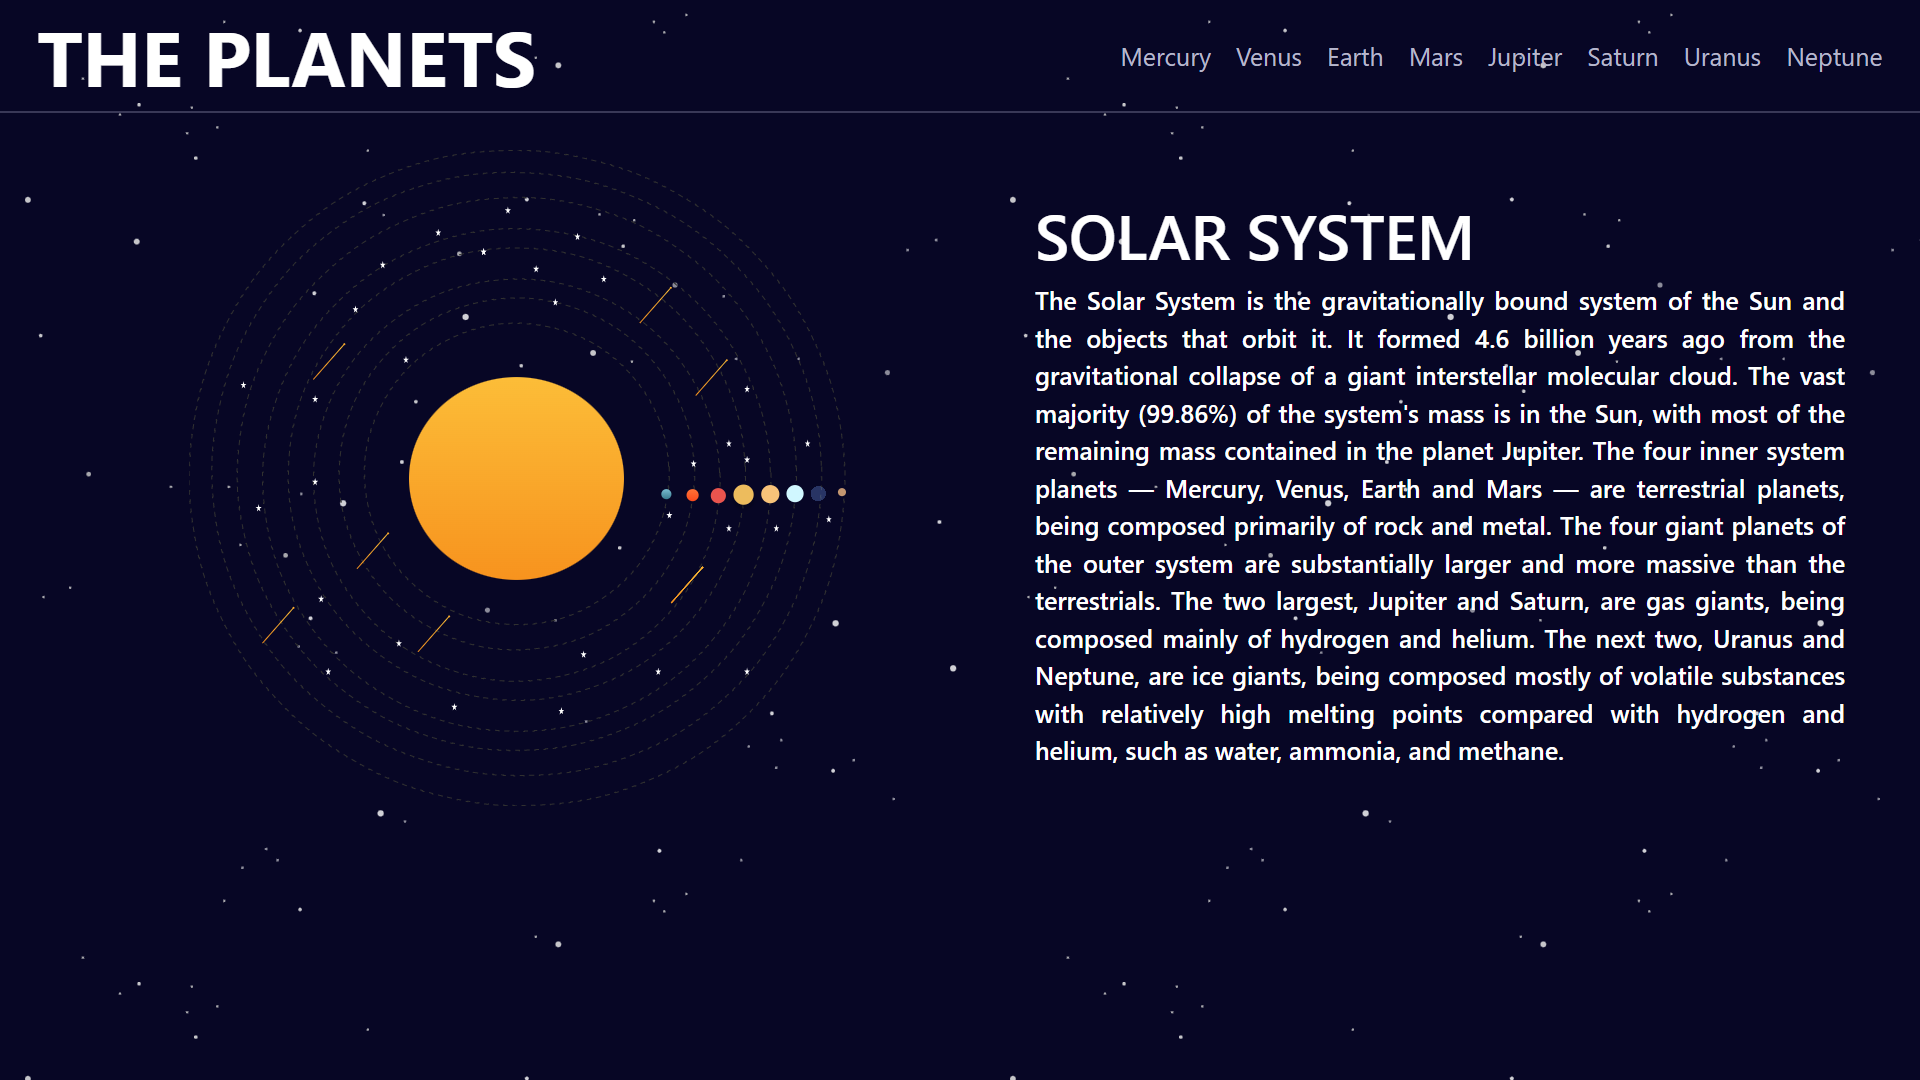 THE PLANETS
Mercury Venus Earth Mars Jupiter Saturn Uranus Neptune
SOLAR SYSTEM
The Solar System is the gravitationally bound system of the Sun and
the objects that orbit it. It formed 4.6 billion years ago from the
gravitational collapse of a giant interstellar molecular cloud. The vast
majority (99.86%) of the system's mass is in the Sun, with most of the
remaining mass contained in the planet Jupiter. The four inner system
planets — Mercury, Venus, Earth and Mars — are terrestrial planets,
being composed primarily of rock and metal. The four giant planets of
the outer system are substantially larger and more massive than the
terrestrials. The two largest, Jupiter and Saturn, are gas giants, being
composed mainly of hydrogen and helium. The next two, Uranus and
Neptune, are ice giants, being composed mostly of volatile substances
with relatively high melting points compared with hydrogen and
helium, such as water, ammonia, and methane.